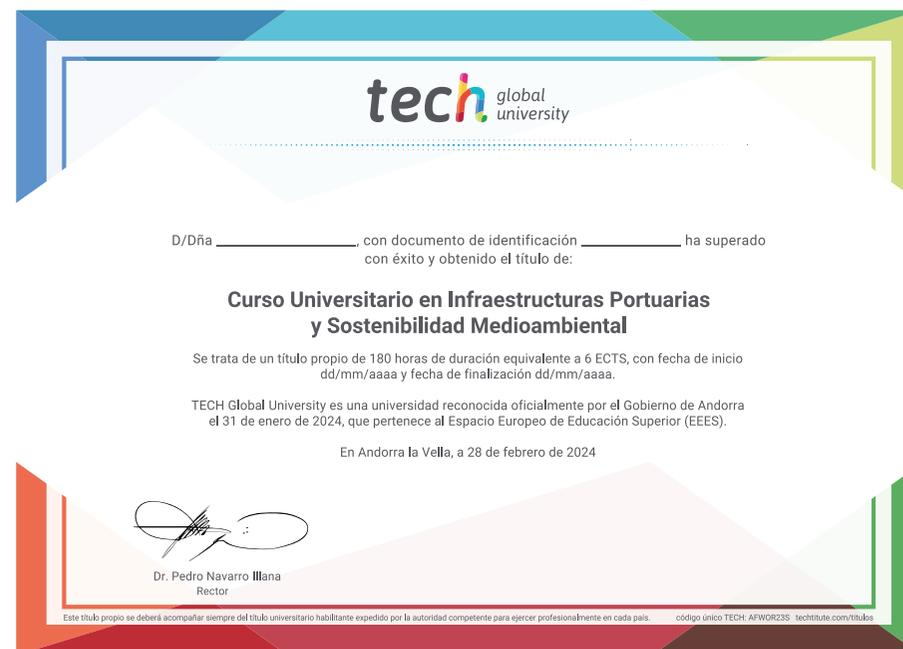 tech global university
D/Dña ________________, con documento de identificación ____________ ha superado
con éxito y obtenido el título de:
Curso Universitario en Infraestructuras Portuarias
y Sostenibilidad Medioambiental
Se trata de un título propio de 180 horas de duración equivalente a 6 ECTS, con fecha de inicio
dd/mm/aaaa y fecha de finalización dd/mm/aaaa.
TECH Global University es una universidad reconocida oficialmente por el Gobierno de Andorra
el 31 de enero de 2024, que pertenece al Espacio Europeo de Educación Superior (EEES).
En Andorra la Vella, a 28 de febrero de 2024
Dr. Pedro Navarro Illana
Rector
Este título propio se deberá acompañar siempre del título universitario habilitante expedido por la autoridad competente para ejercer profesionalmente en cada país. código único TECH: AFWOR23S techtitute.com/titulos